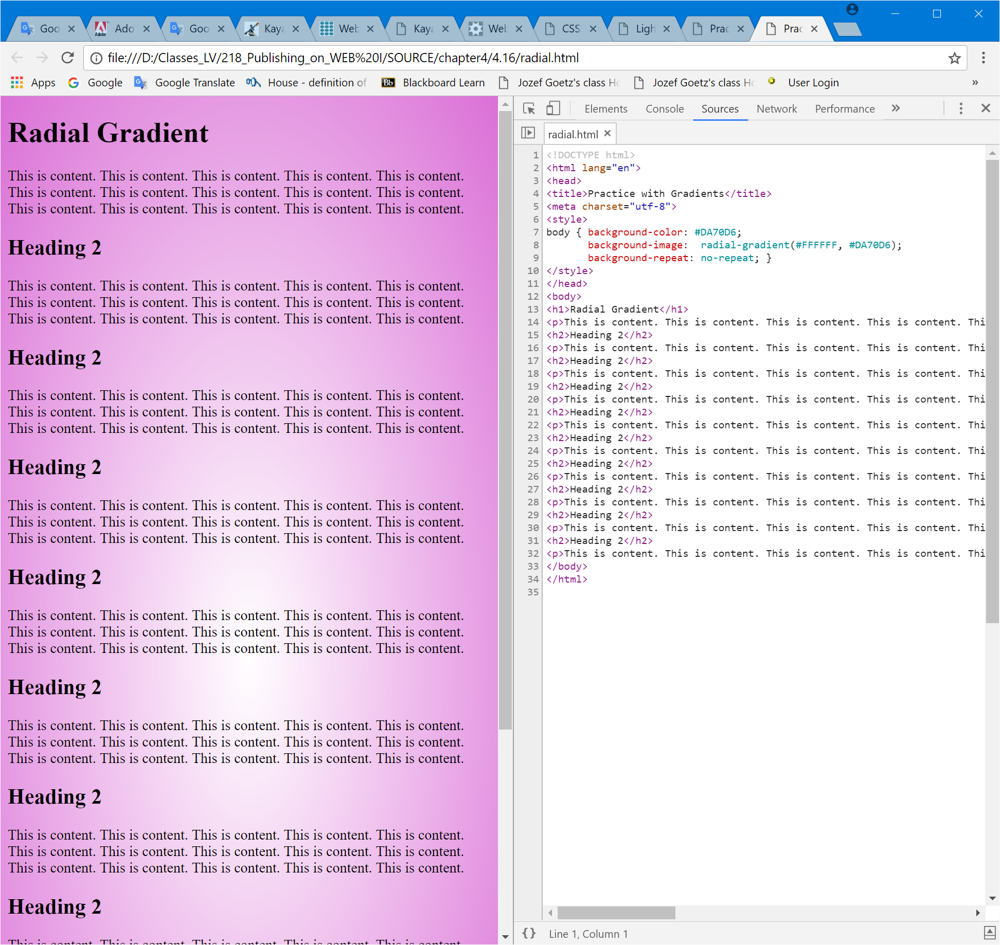 Goo Ado Goo Kaya Web Kaya Web CSS Ligh Prac Prac
file:///D:/Classes_LV/218_Publishing_on_WEB%20I/SOURCE/chapter4/4.16/radial.html
Apps Google Google Translate House - definition of Bb Blackboard Learn Jozef Goetz's class Ho Jozef Goetz's class Ho User Login »
Radial Gradient
This is content. This is content. This is content. This is content. This is content.
This is content. This is content. This is content. This is content. This is content.
This is content. This is content. This is content. This is content. This is content.
Heading 2
This is content. This is content. This is content. This is content. This is content.
This is content. This is content. This is content. This is content. This is content.
This is content. This is content. This is content. This is content. This is content.
Heading 2
This is content. This is content. This is content. This is content. This is content.
This is content. This is content. This is content. This is content. This is content.
This is content. This is content. This is content. This is content. This is content.
Heading 2
This is content. This is content. This is content. This is content. This is content.
This is content. This is content. This is content. This is content. This is content.
This is content. This is content. This is content. This is content. This is content.
Heading 2
This is content. This is content. This is content. This is content. This is content.
This is content. This is content. This is content. This is content. This is content.
This is content. This is content. This is content. This is content. This is content.
Heading 2
This is content. This is content. This is content. This is content. This is content.
This is content. This is content. This is content. This is content. This is content.
This is content. This is content. This is content. This is content. This is content.
Heading 2
This is content. This is content. This is content. This is content. This is content.
This is content. This is content. This is content. This is content. This is content.
This is content. This is content. This is content. This is content. This is content.
Heading 2
This is content. This is content. This is content. This is content. This is content.
Elements Console Sources Network Performance »
radial.html
1 <!DOCTYPE html>
2 <html lang="en">
3 <head>
4 <title>Practice with Gradients</title>
5 <meta charset="utf-8">
6 <style>
7 body { background-color: #DA70D6;
8 background-image: radial-gradient(#FFFFFF, #DA70D6);
9 background-repeat: no-repeat; }
10 </style>
11 </head>
12 <body>
13 <h1>Radial Gradient</h1>
14 <p>This is content. This is content. This is content. This is content. Thi
15 <h2>Heading 2</h2>
16 <p>This is content. This is content. This is content. This is content. Thi
17 <h2>Heading 2</h2>
18 <p>This is content. This is content. This is content. This is content. Thi
19 <h2>Heading 2</h2>
20 <p>This is content. This is content. This is content. This is content. Thi
21 <h2>Heading 2</h2>
22 <p>This is content. This is content. This is content. This is content. Thi
23 <h2>Heading 2</h2>
24 <p>This is content. This is content. This is content. This is content. Thi
25 <h2>Heading 2</h2>
26 <p>This is content. This is content. This is content. This is content. Thi
27 <h2>Heading 2</h2>
28 <p>This is content. This is content. This is content. This is content. Thi
29 <h2>Heading 2</h2>
30 <p>This is content. This is content. This is content. This is content. Thi
31 <h2>Heading 2</h2>
32 <p>This is content. This is content. This is content. This is content. Thi
33 </body>
34 </html>
35
{} Line 1, Column 1